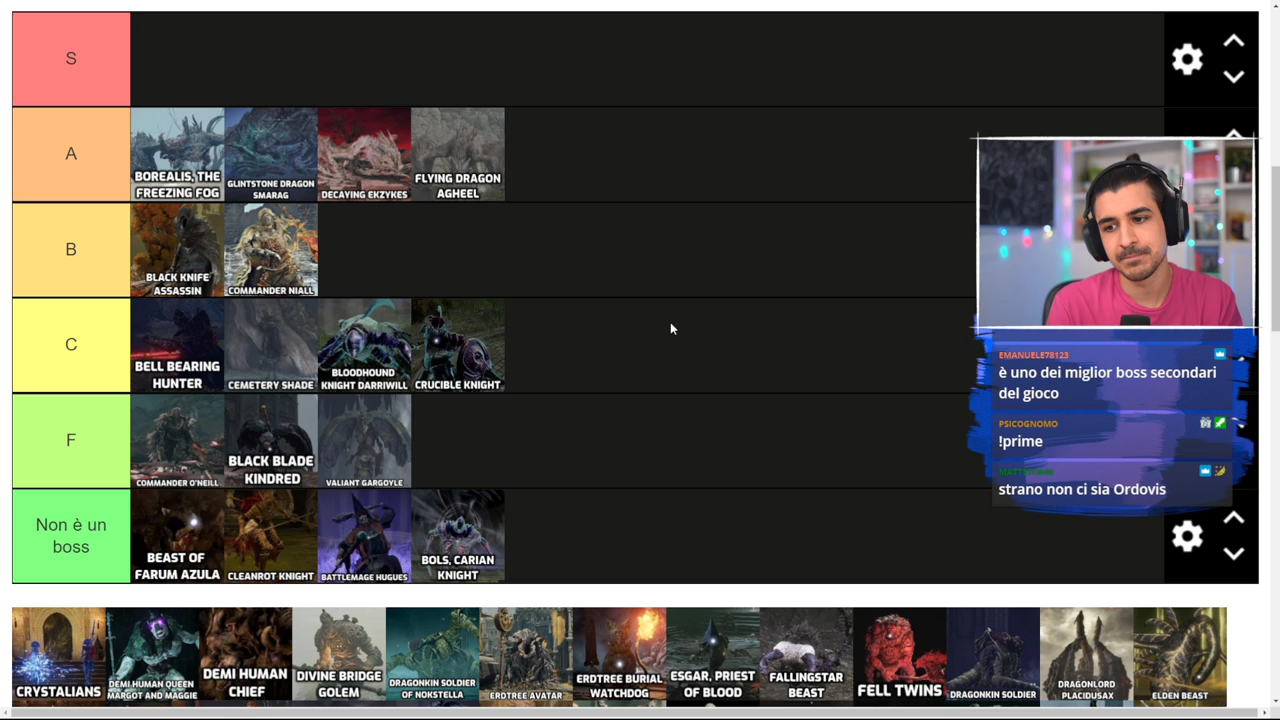 S
A
BOREALIS, THE
FREEZING FOG
GLINTSTONE DRAGON
SMARAG
DECAYING EKZYKES
FLYING DRAGON
AGHEEL
B
BLACK KNIFE
ASSASSIN
COMMANDER NIALL
C
BELL BEARING
HUNTER
CEMETERY SHADE
BLOODHOUND
KNIGHT DARRIWILL
CRUCIBLE KNIGHT
F
COMMANDER O'NEILL
BLACK BLADE
KINDRED
VALIANT GARGOYLE
Non è un
boss
BEAST OF
FARUM AZULA
CLEANROT KNIGHT
BATTLEMAGE HUGUES
BOLS, CARIAN
KNIGHT
EMANUELE78123
è uno dei miglior boss secondari
del gioco
PSICOGNOMO
!prime
strano non ci sia Ordovis
CRYSTALIANS
DEMI HUMAN QUEEN
MARGOT AND MAGGIE
DEMI HUMAN
CHIEF
DIVINE BRIDGE
GOLEM
DRAGONKIN SOLDIER
OF NOKSTELLA
ERDTREE AVATAR
ERDTREE BURIAL
WATCHDOG
ESGAR, PRIEST
OF BLOOD
FALLINGSTAR
BEAST
FELL TWINS
DRAGONKIN SOLDIER
DRAGONLORD
PLACIDUSAX
ELDEN BEAST